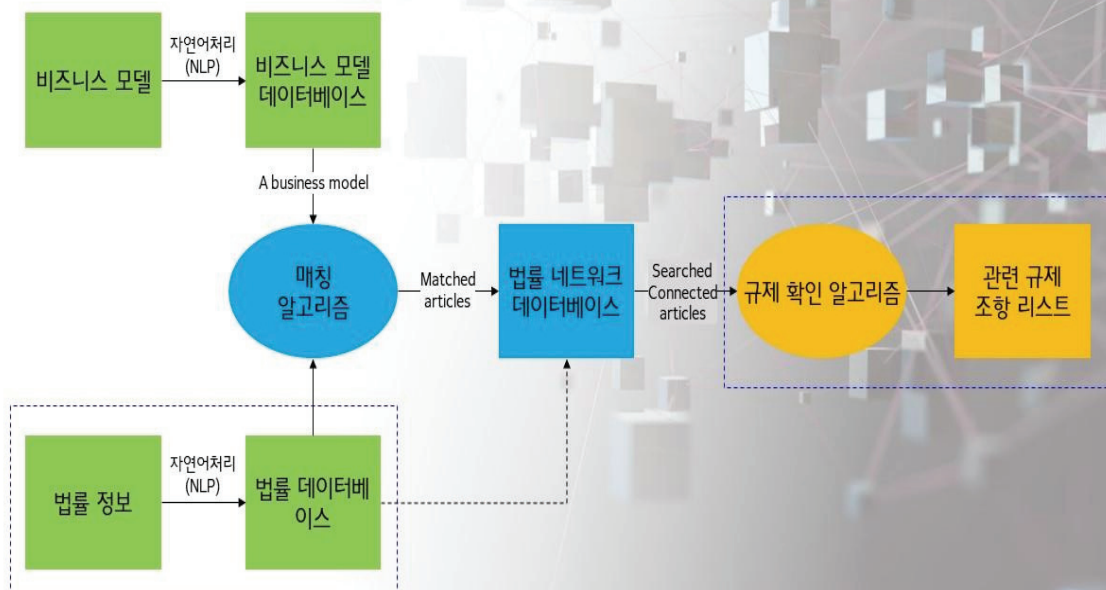 비즈니스 모델
자연어처리
(NLP)
비즈니스 모델
데이터베이스
A business model
매칭
알고리즘
Matched
articles
법률 네트워크
데이터베이스
Searched
Connected
articles
규제 확인 알고리즘
관련 규제
조항 리스트
법률 정보
자연어처리
(NLP)
법률 데이터베
이스